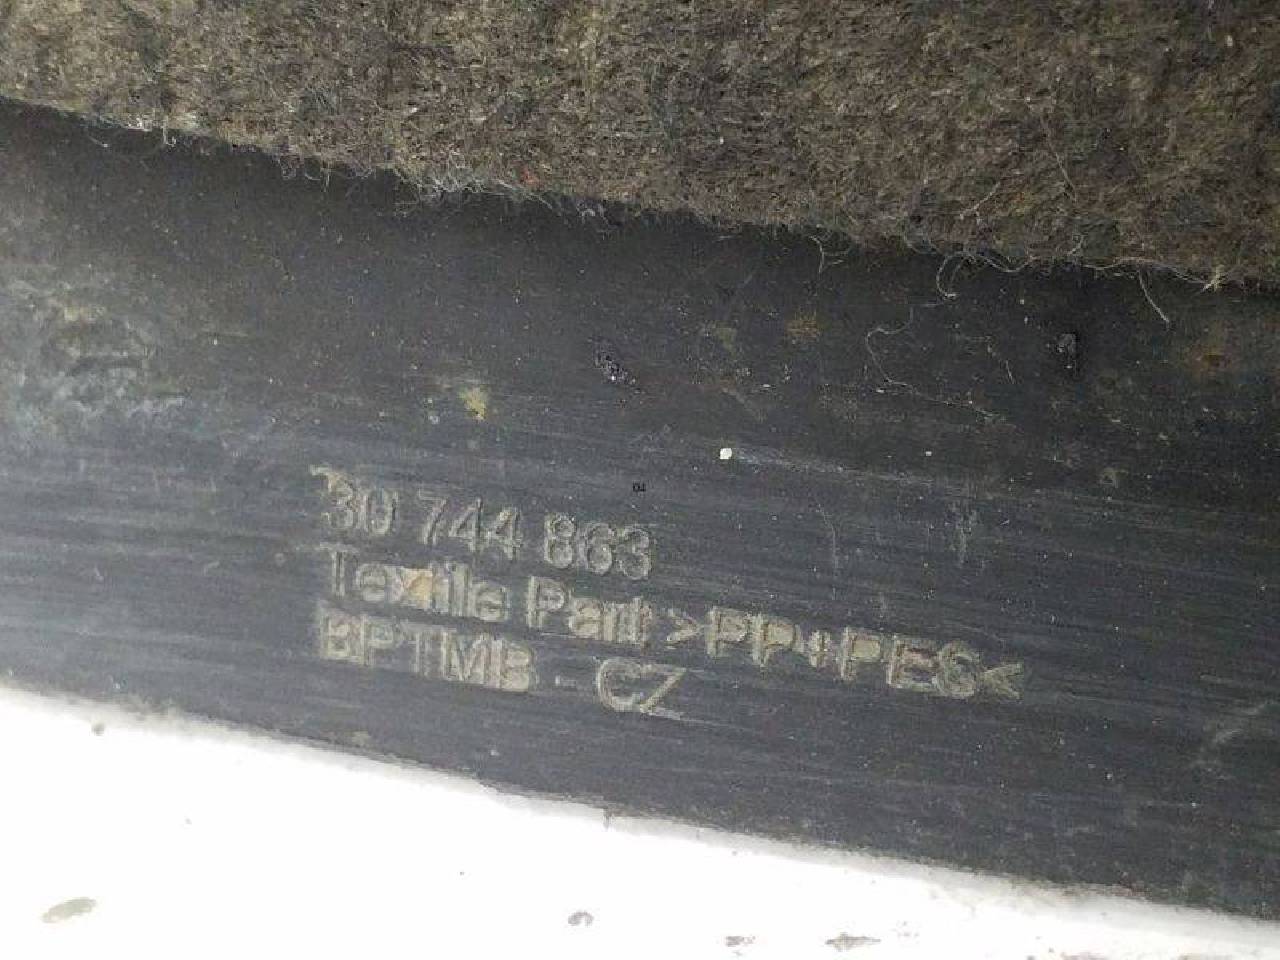 30 744 863
Textile Part >PP+PES<
BPTMB - CZ